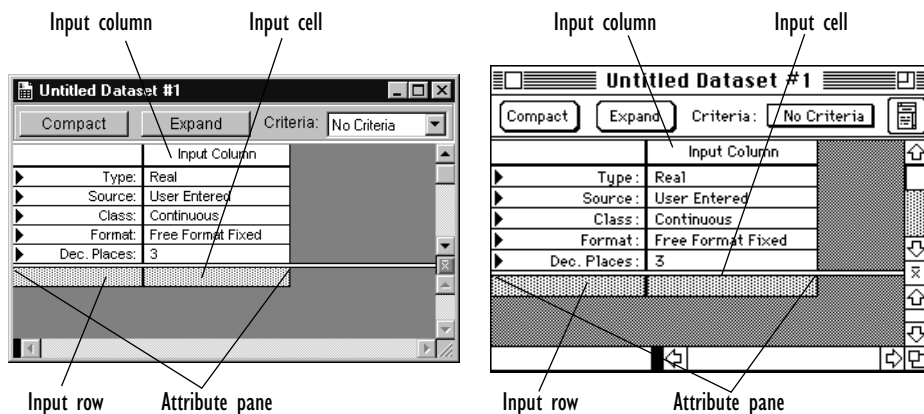 Input column Input cell
Untitled Dataset #1
Compact Expand Criteria: No Criteria
Input Column
Type: Real
Source: User Entered
Class: Continuous
Format: Free Format Fixed
Dec. Places: 3
x̄
Input row Attribute pane
Input column Input cell
Untitled Dataset #1
Compact Expand Criteria: No Criteria
Input Column
Type: Real
Source: User Entered
Class: Continuous
Format: Free Format Fixed
Dec. Places: 3
x̄
Input row Attribute pane